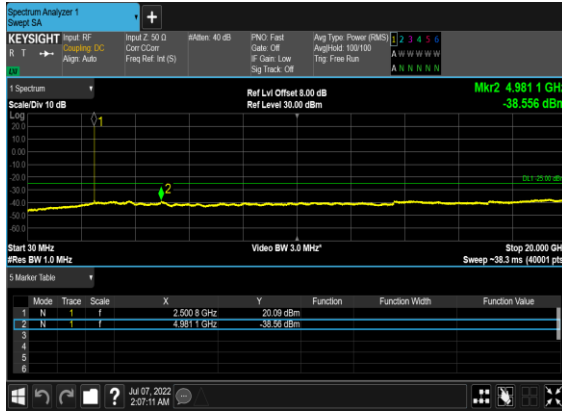 Spectrum Analyzer 1
Swept SA
+
KEYSIGHT Input: RF Input Z: 50 Ω #Atten: 40 dB PNO: Fast Avg Type: Power (RMS) 1 2 3 4 5 6
R T Coupling: DC Corr CCorr Gate: Off Avg|Hold: 100/100 A W W W W W
Align: Auto Freq Ref: Int (S) IF Gain: Low Trig: Free Run
Sig Track: Off A N N N N N
1 Spectrum Ref Lvl Offset 8.00 dB Mkr2 4.981 1 GHz
Scale/Div 10 dB Ref Level 30.00 dBm -38.556 dBm
Log
20.0
10.0
0.00
-10.0
-20.0
-30.0
-40.0
-50.0
-60.0
1
2
DL1 -25.00 dBm
Start 30 MHz Video BW 3.0 MHz* Stop 20.000 GHz
#Res BW 1.0 MHz Sweep ~38.3 ms (40001 pts)
5 Marker Table
Mode Trace Scale X Y Function Function Width Function Value
1 N 1 f 2.500 8 GHz 20.09 dBm
2 N 1 f 4.981 1 GHz -38.56 dBm
3
4
5
6
? Jul 07, 2022
2:07:11 AM